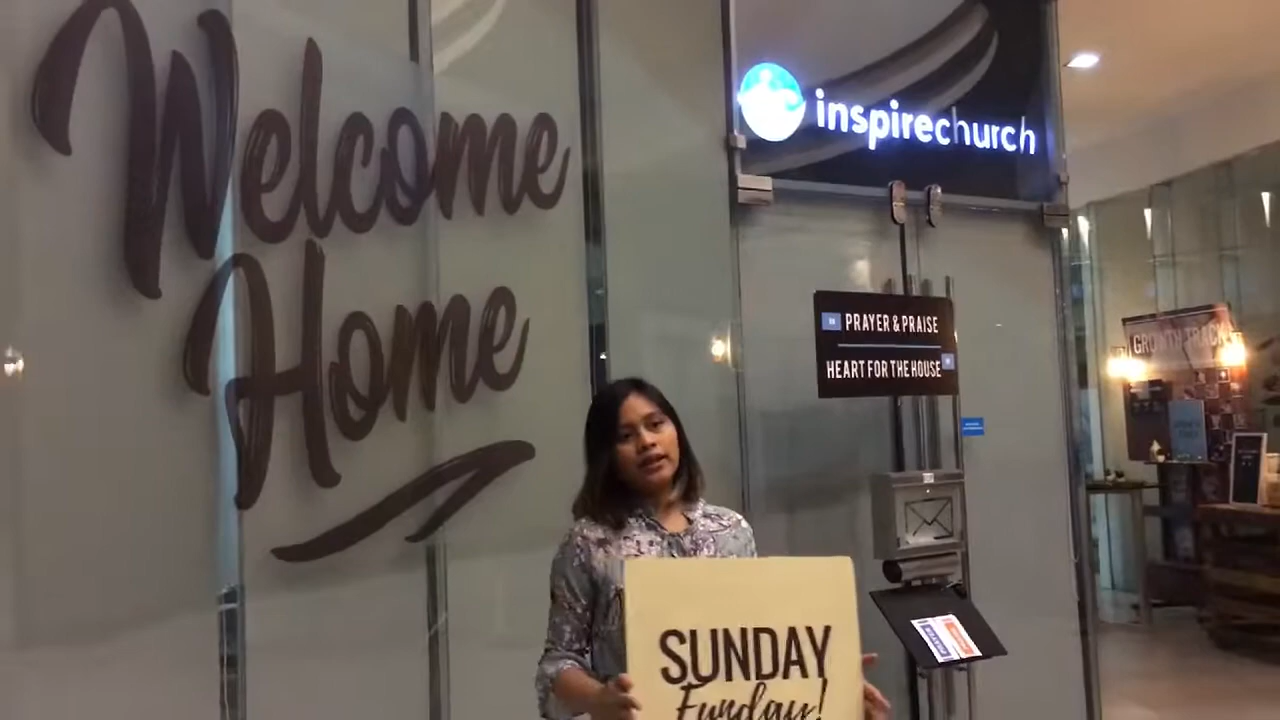 Welcome
Home
inspirechurch
PRAYER & PRAISE
HEART FOR THE HOUSE
GROWTH TRACK
SUNDAY
Funday!